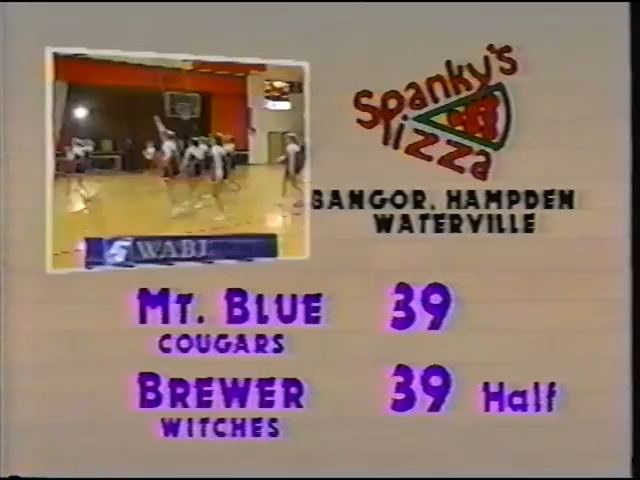 Spanky's
Pizza
BANGOR, HAMPDEN
WATERVILLE
WABI
MT. BLUE 39
COUGARS
BREWER 39 Half
WITCHES